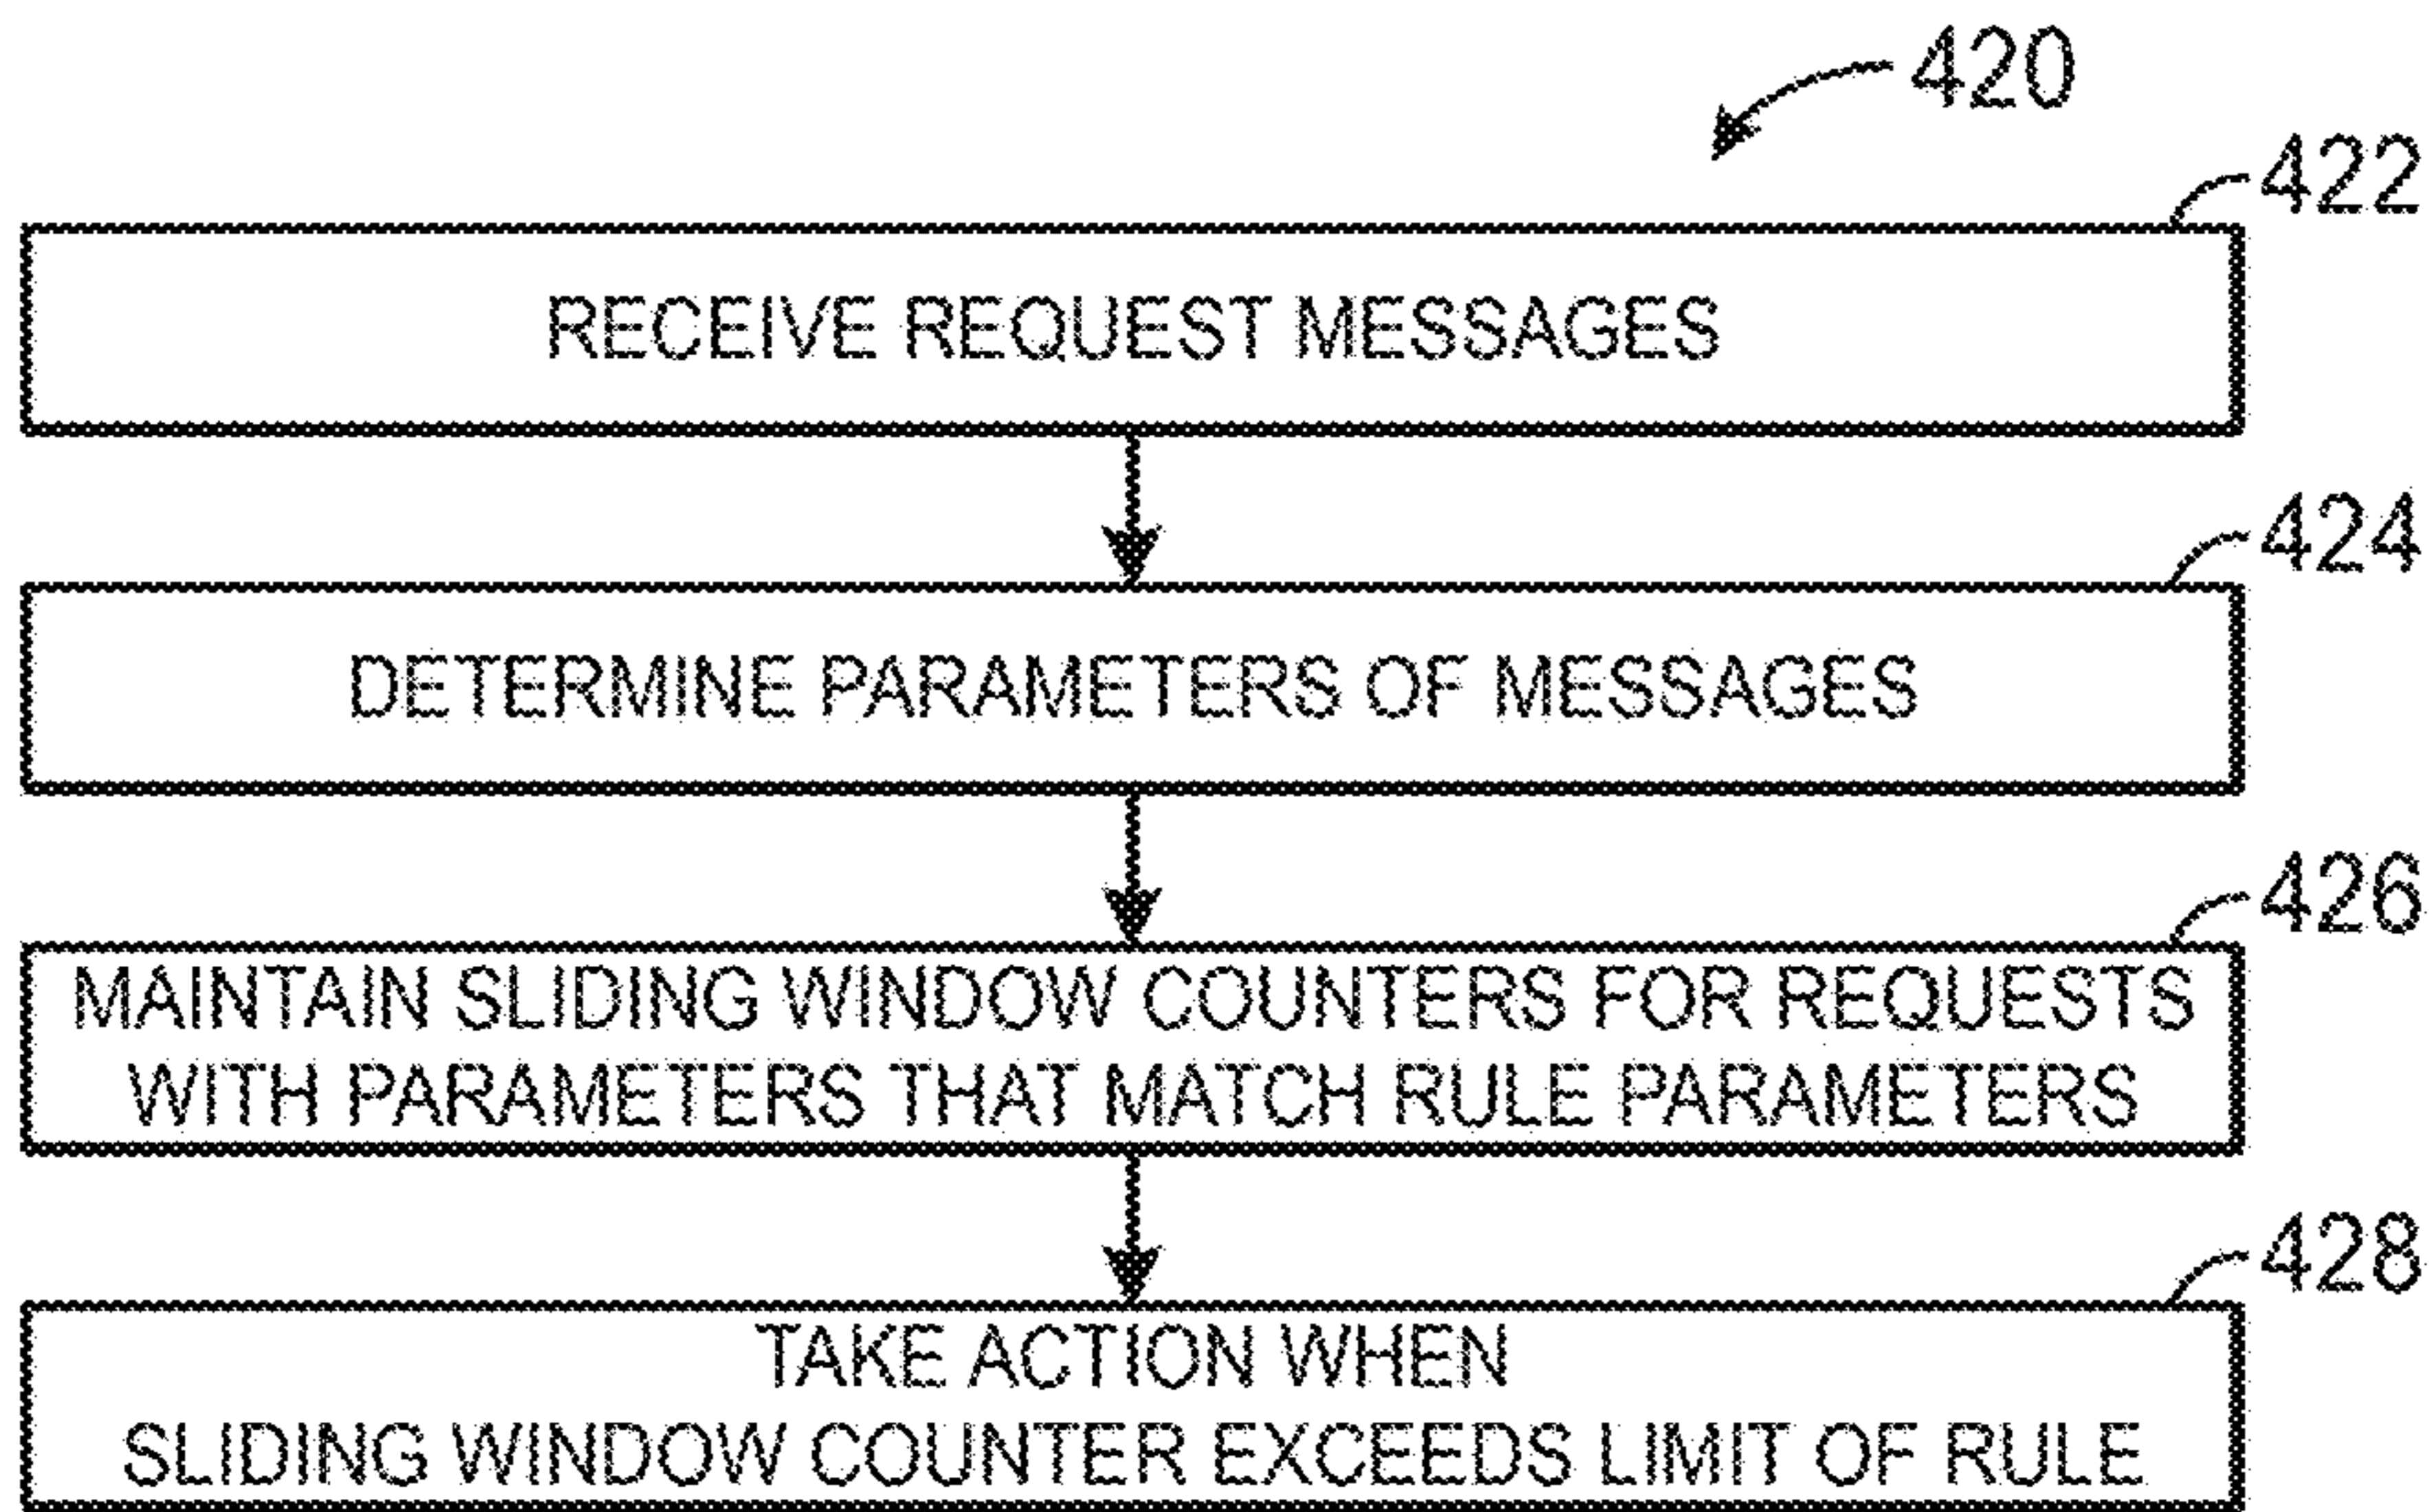 420
422
RECEIVE REQUEST MESSAGES
424
DETERMINE PARAMETERS OF MESSAGES
426
MAINTAIN SLIDING WINDOW COUNTERS FOR REQUESTS
WITH PARAMETERS THAT MATCH RULE PARAMETERS
428
TAKE ACTION WHEN
SLIDING WINDOW COUNTER EXCEEDS LIMIT OF RULE